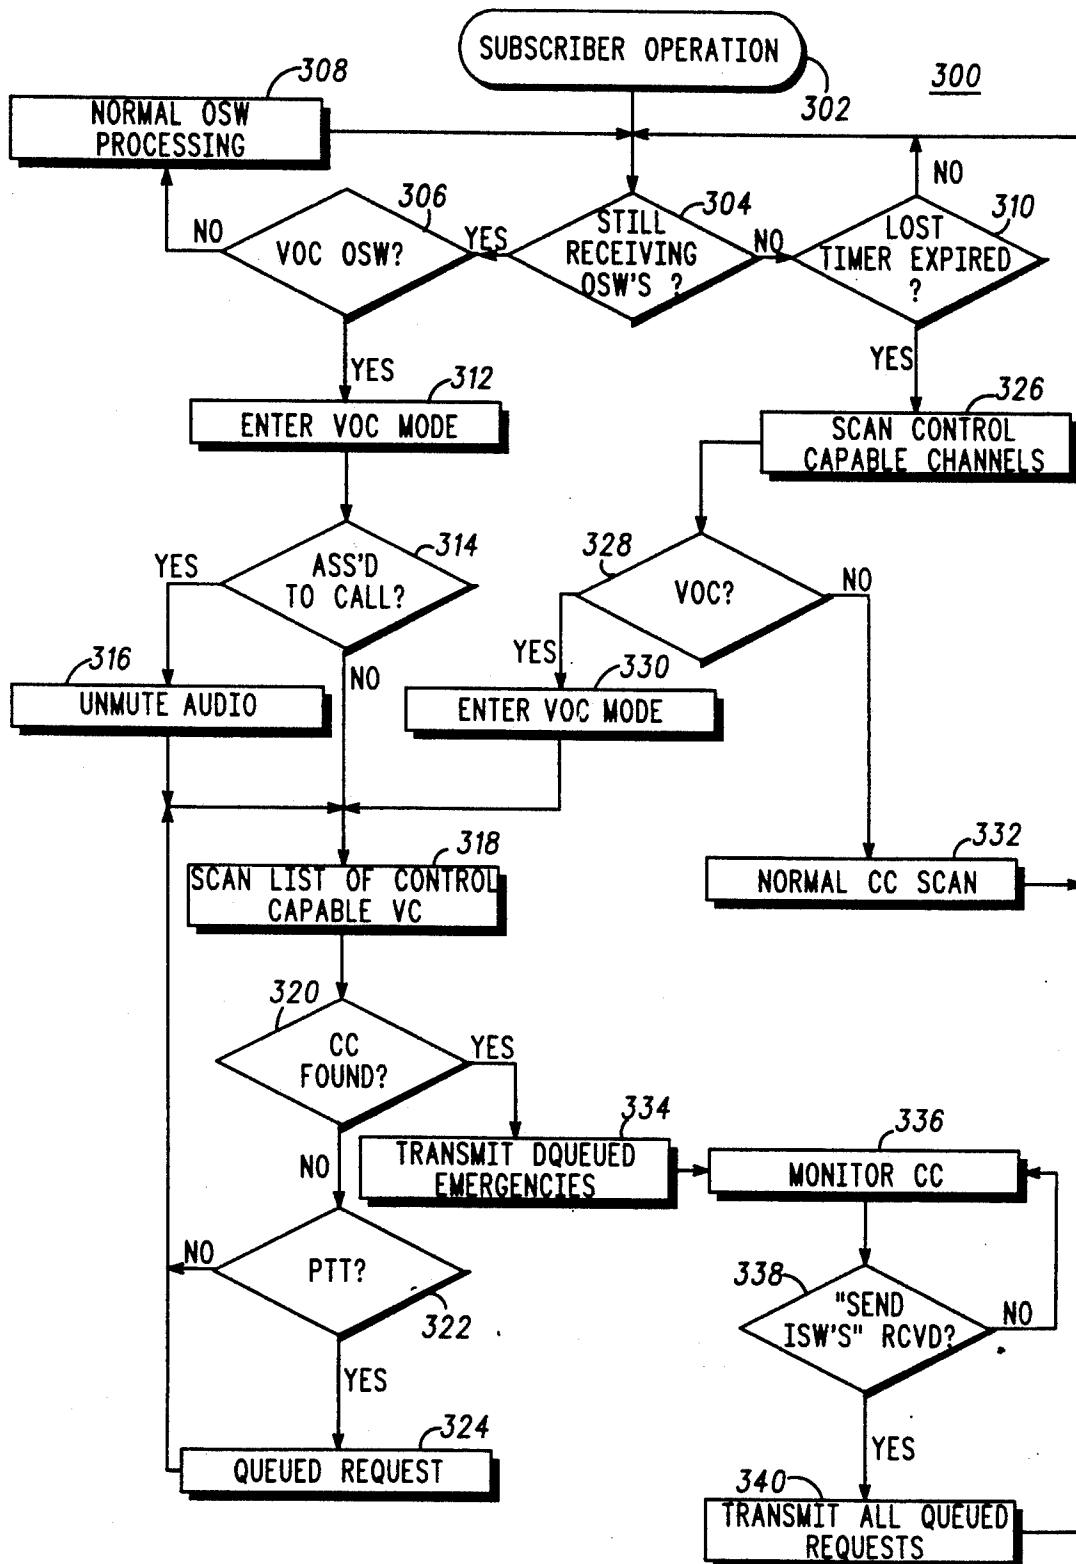 SUBSCRIBER OPERATION
302
300
308
NORMAL OSW
PROCESSING
306
VOC OSW?
NO
YES
304
STILL
RECEIVING
OSW'S ?
NO
310
LOST
TIMER EXPIRED
?
NO
YES
YES
312
ENTER VOC MODE
326
SCAN CONTROL
CAPABLE CHANNELS
314
ASS'D
TO CALL?
YES
NO
328
VOC?
NO
YES
316
UNMUTE AUDIO
330
ENTER VOC MODE
318
SCAN LIST OF CONTROL
CAPABLE VC
332
NORMAL CC SCAN
320
CC
FOUND?
YES
NO
334
TRANSMIT DQUEUED
EMERGENCIES
336
MONITOR CC
PTT?
NO
322
YES
338
"SEND
ISW'S" RCVD?
NO
YES
324
QUEUED REQUEST
340
TRANSMIT ALL QUEUED
REQUESTS